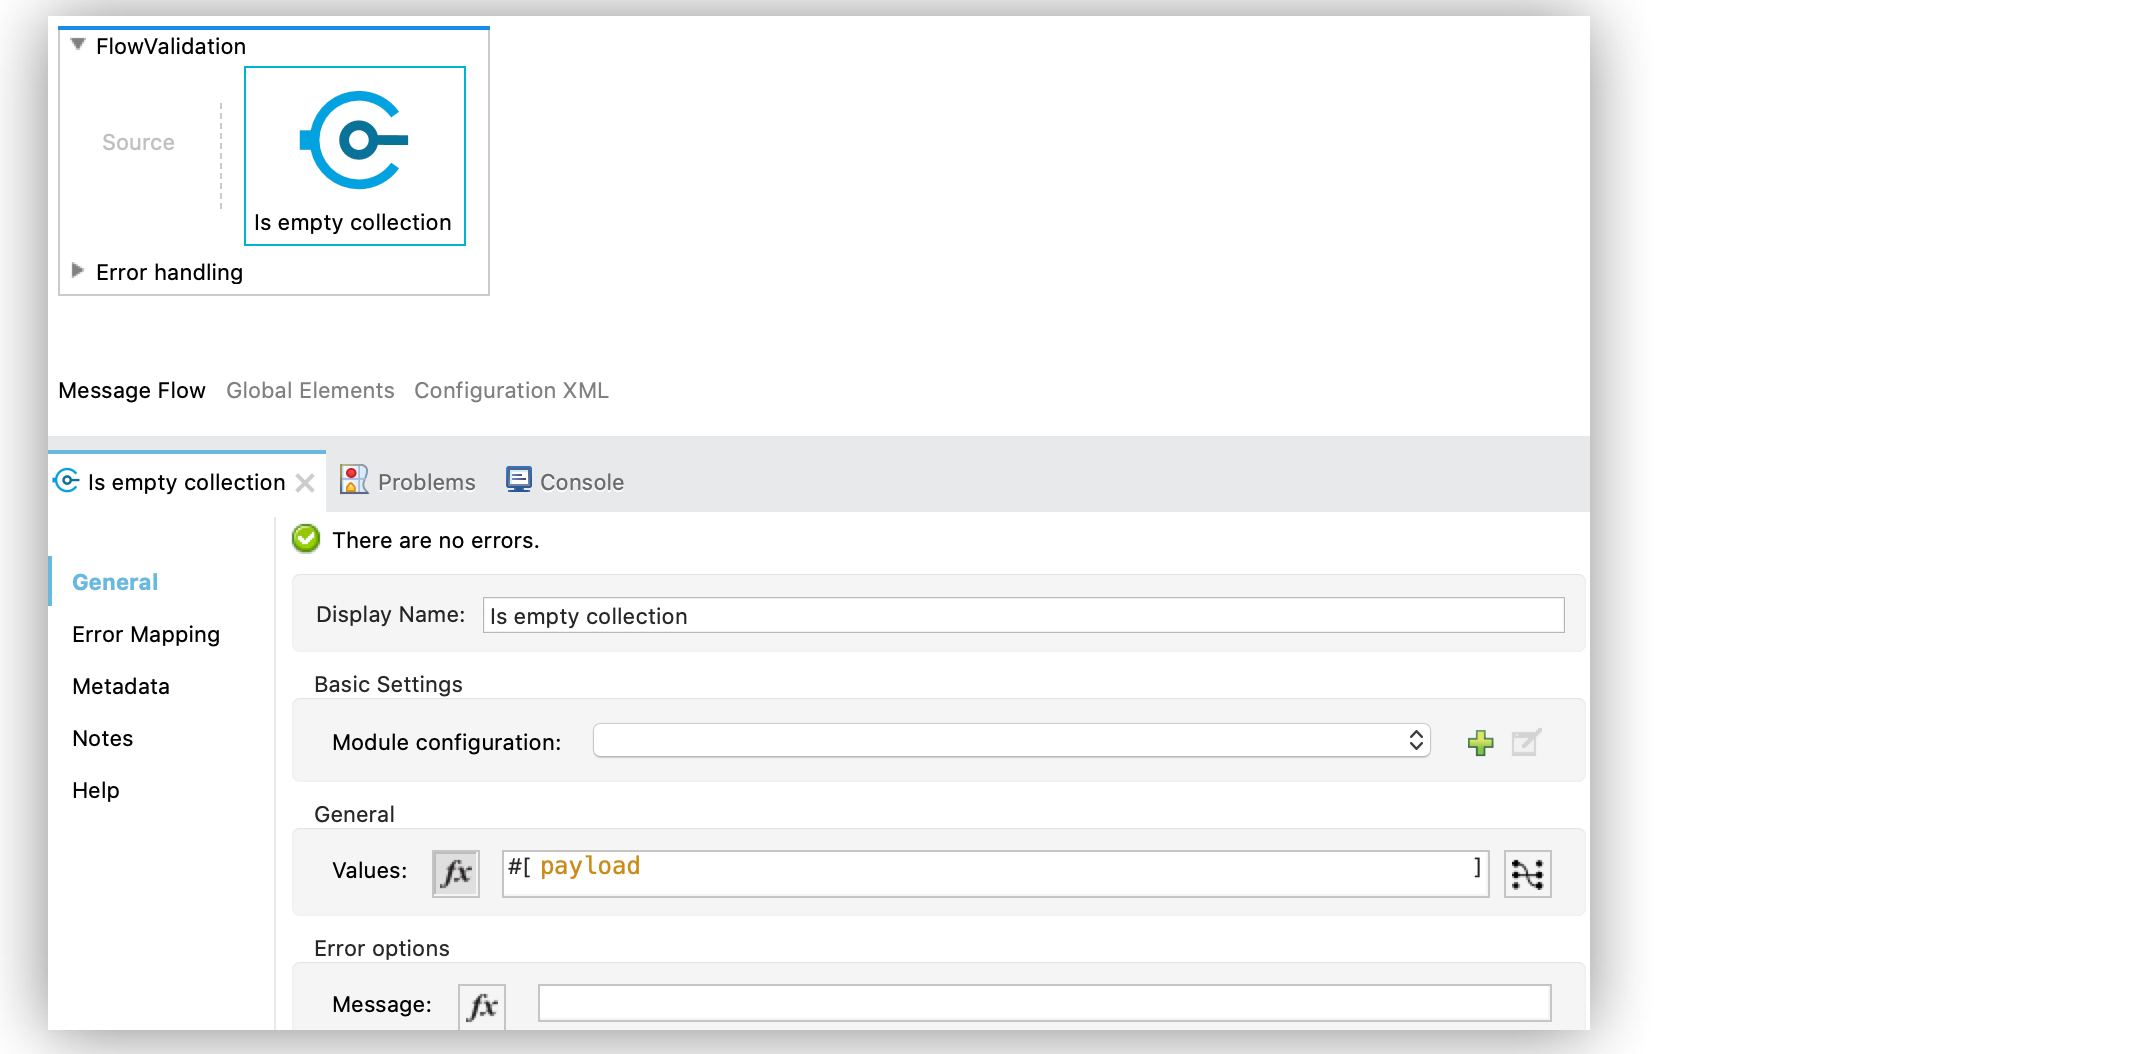 FlowValidation
Source
Is empty collection
Error handling
Message Flow Global Elements Configuration XML
Is empty collection Problems Console
There are no errors.
General
Error Mapping
Metadata
Notes
Help
Display Name: Is empty collection
Basic Settings
Module configuration:
General
Values: fx #[ payload ]
Error options
Message: fx